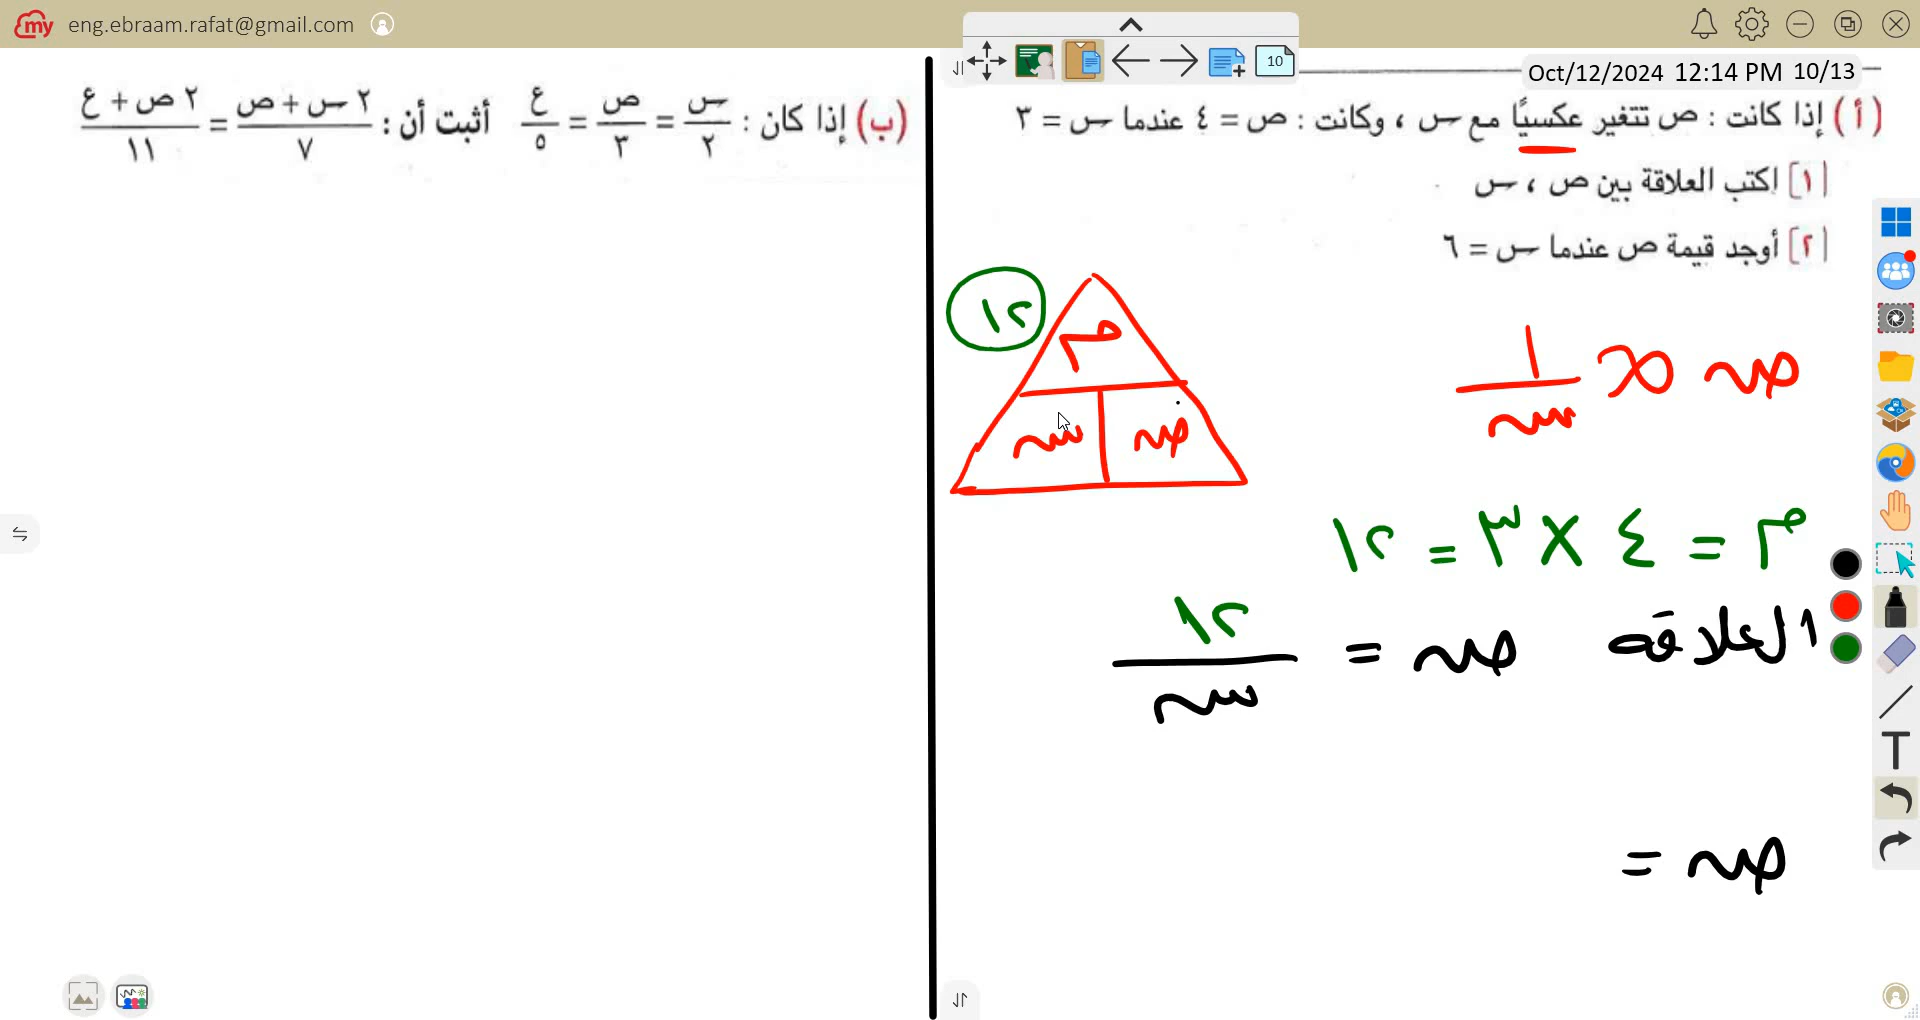 my eng.ebraam.rafat@gmail.com
10
Oct/12/2024 12:14 PM 10/13
(أ) إذا كانت : ص تتغير عكسيًا مع س ، وكانت : ص = ٤ عندما س = ٣
[١] اكتب العلاقة بين ص ، س
[٢] أوجد قيمة ص عندما س = ٦
ص ∝ ١/س
١٢
م
ص س
م = ٤ × ٣ = ١٢
العلاقة ص = ١٢/س
ص =
(ب) إذا كان : س/٢ = ص/٣ = ع/٥ أثبت أن : ٢ س + ص/٧ = ٢ ص + ع/١١
T